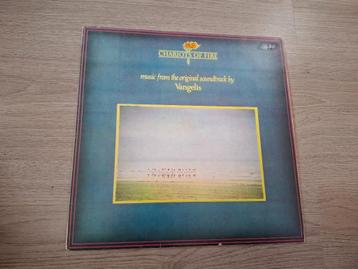 CHARIOTS OF FIRE
music from the original soundtrack by
Vangelis